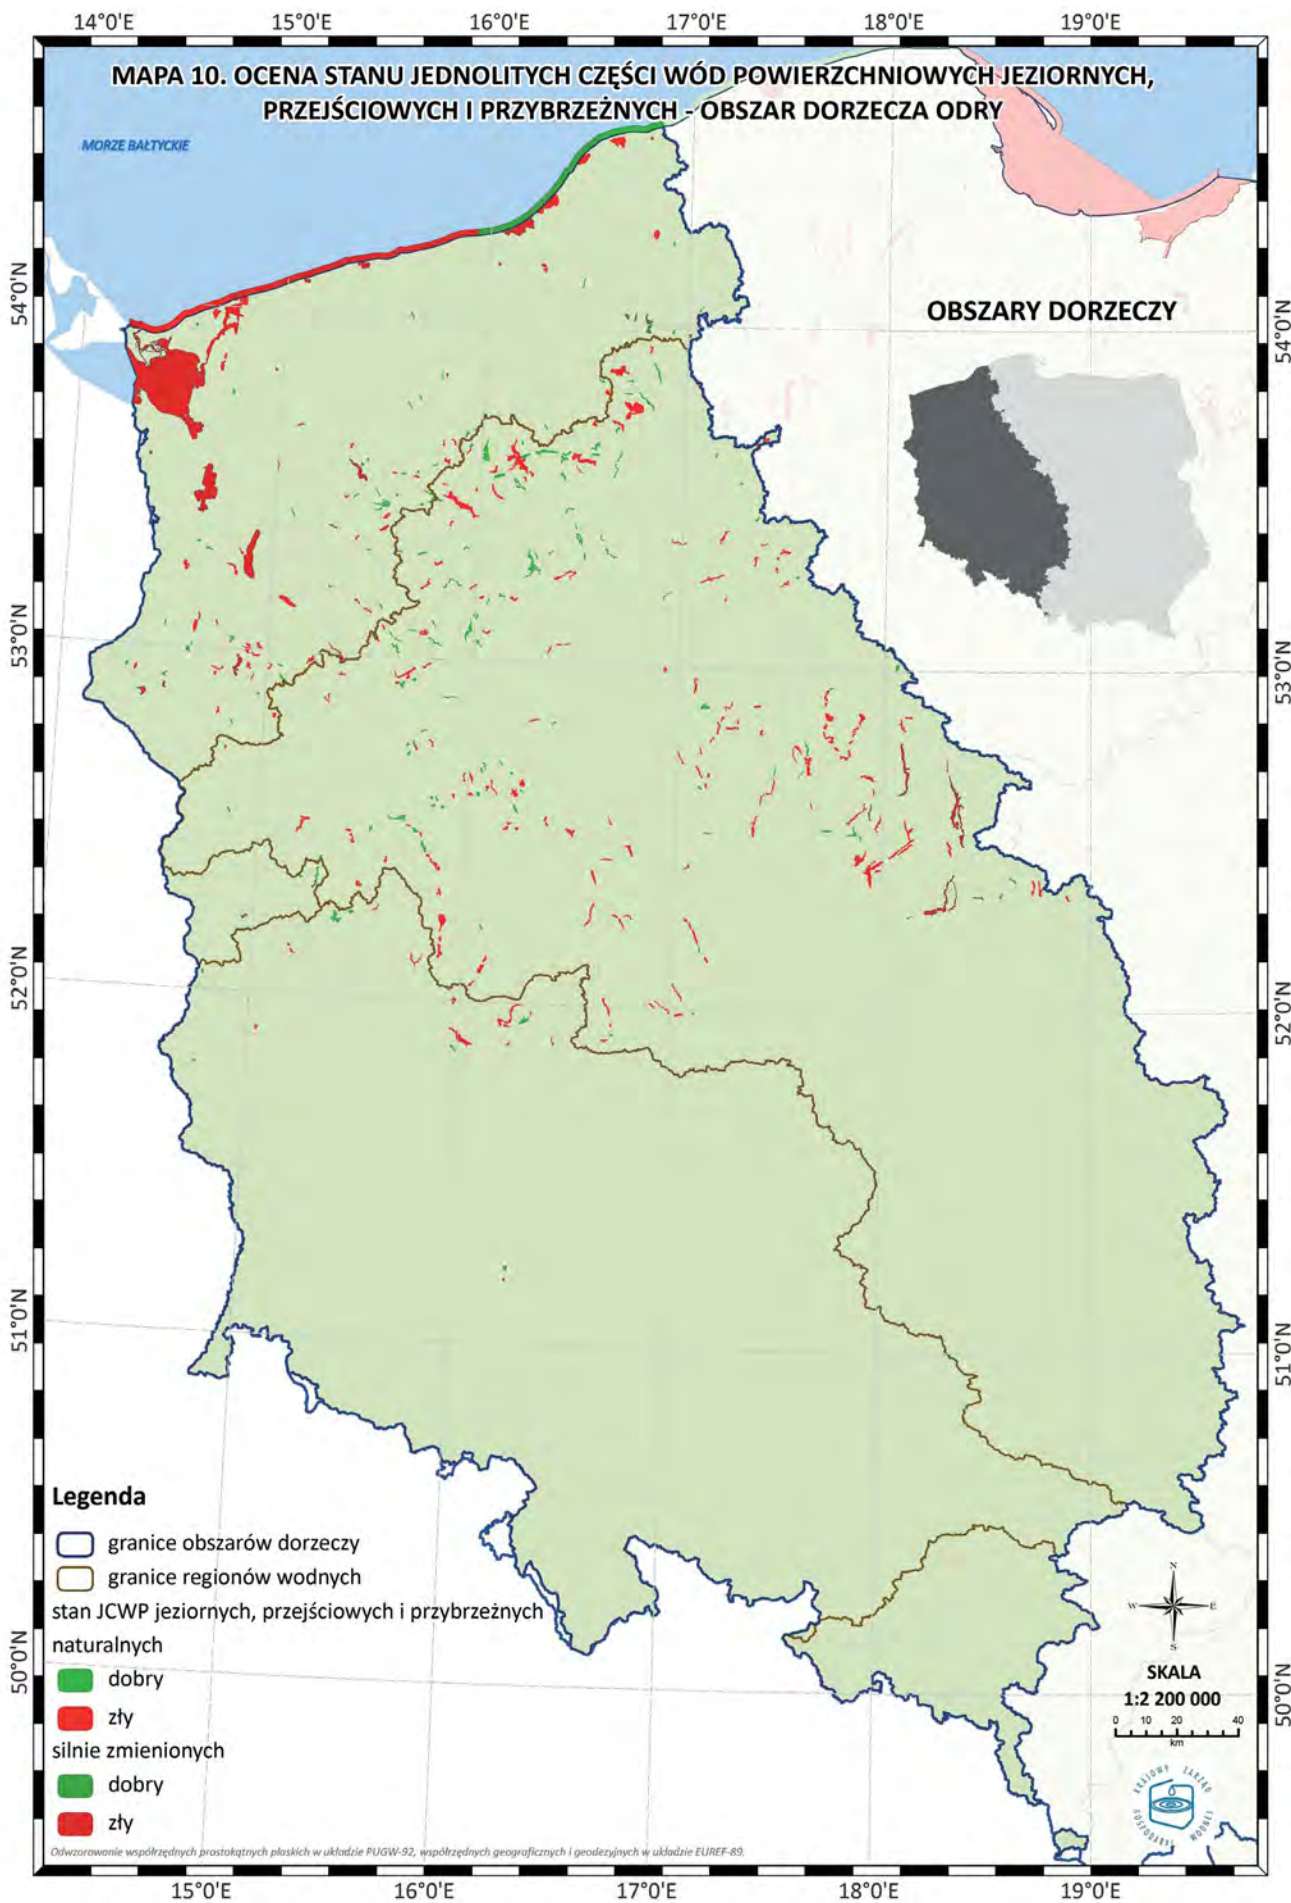 14°0'E 15°0'E 16°0'E 17°0'E 18°0'E 19°0'E
MAPA 10. OCENA STANU JEDNOLITYCH CZĘŚCI WÓD POWIERZCHNIOWYCH JEZIORNYCH,
PRZEJŚCIOWYCH I PRZYBRZEŻNYCH - OBSZAR DORZECZA ODRY
MORZE BAŁTYCKIE
54°0'N
54°0'N
OBSZARY DORZECZY
53°0'N
53°0'N
52°0'N
52°0'N
51°0'N
51°0'N
50°0'N
50°0'N
Legenda
granice obszarów dorzeczy
granice regionów wodnych
stan JCWP jeziornych, przejściowych i przybrzeżnych
naturalnych
dobry
zły
silnie zmienionych
dobry
zły
N
W E
S
SKALA
1:2 200 000
0 10 20 40
km
KRAJOWY ZARZĄD
GOSPODARKI WODNEJ
Odwzorowanie współrzędnych prostokątnych płaskich w układzie PUGW-92, współrzędnych geograficznych i geodezyjnych w układzie EUREF-89.
15°0'E 16°0'E 17°0'E 18°0'E 19°0'E